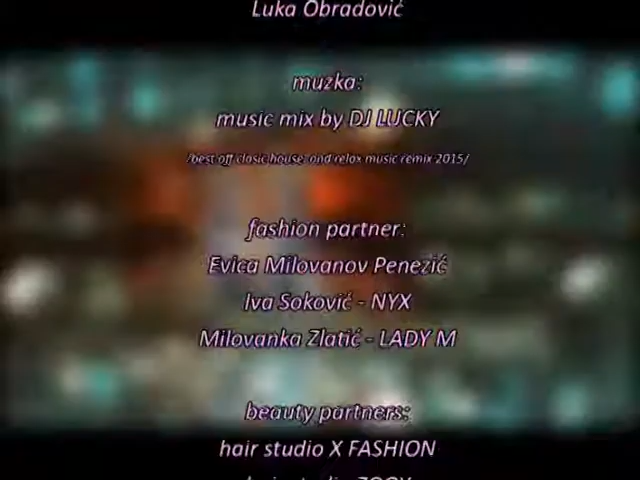 Luka Obradović
muzka:
music mix by DJ LUCKY
/best off clasic house and relax music remix 2015/
fashion partner:
Evica Milovanov Penezić
Iva Soković - NYX
Milovanka Zlatić - LADY M
beauty partners:
hair studio X FASHION